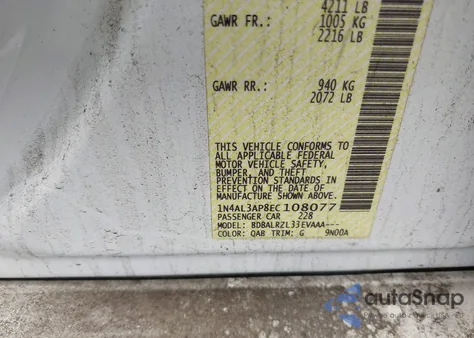 4211 LB
GAWR FR.: 1005 KG
2216 LB
GAWR RR.: 940 KG
2072 LB
THIS VEHICLE CONFORMS TO
ALL APPLICABLE FEDERAL
MOTOR VEHICLE SAFETY,
BUMPER, AND THEFT
PREVENTION STANDARDS IN
EFFECT ON THE DATE OF
MANUFACTURE SHOWN ABOVE.
1N4AL3AP8EC108077
PASSENGER CAR 228
MODEL: BDBALRZL33EVAAA---
COLOR: QAB TRIM: G 9N00A
autoSnap